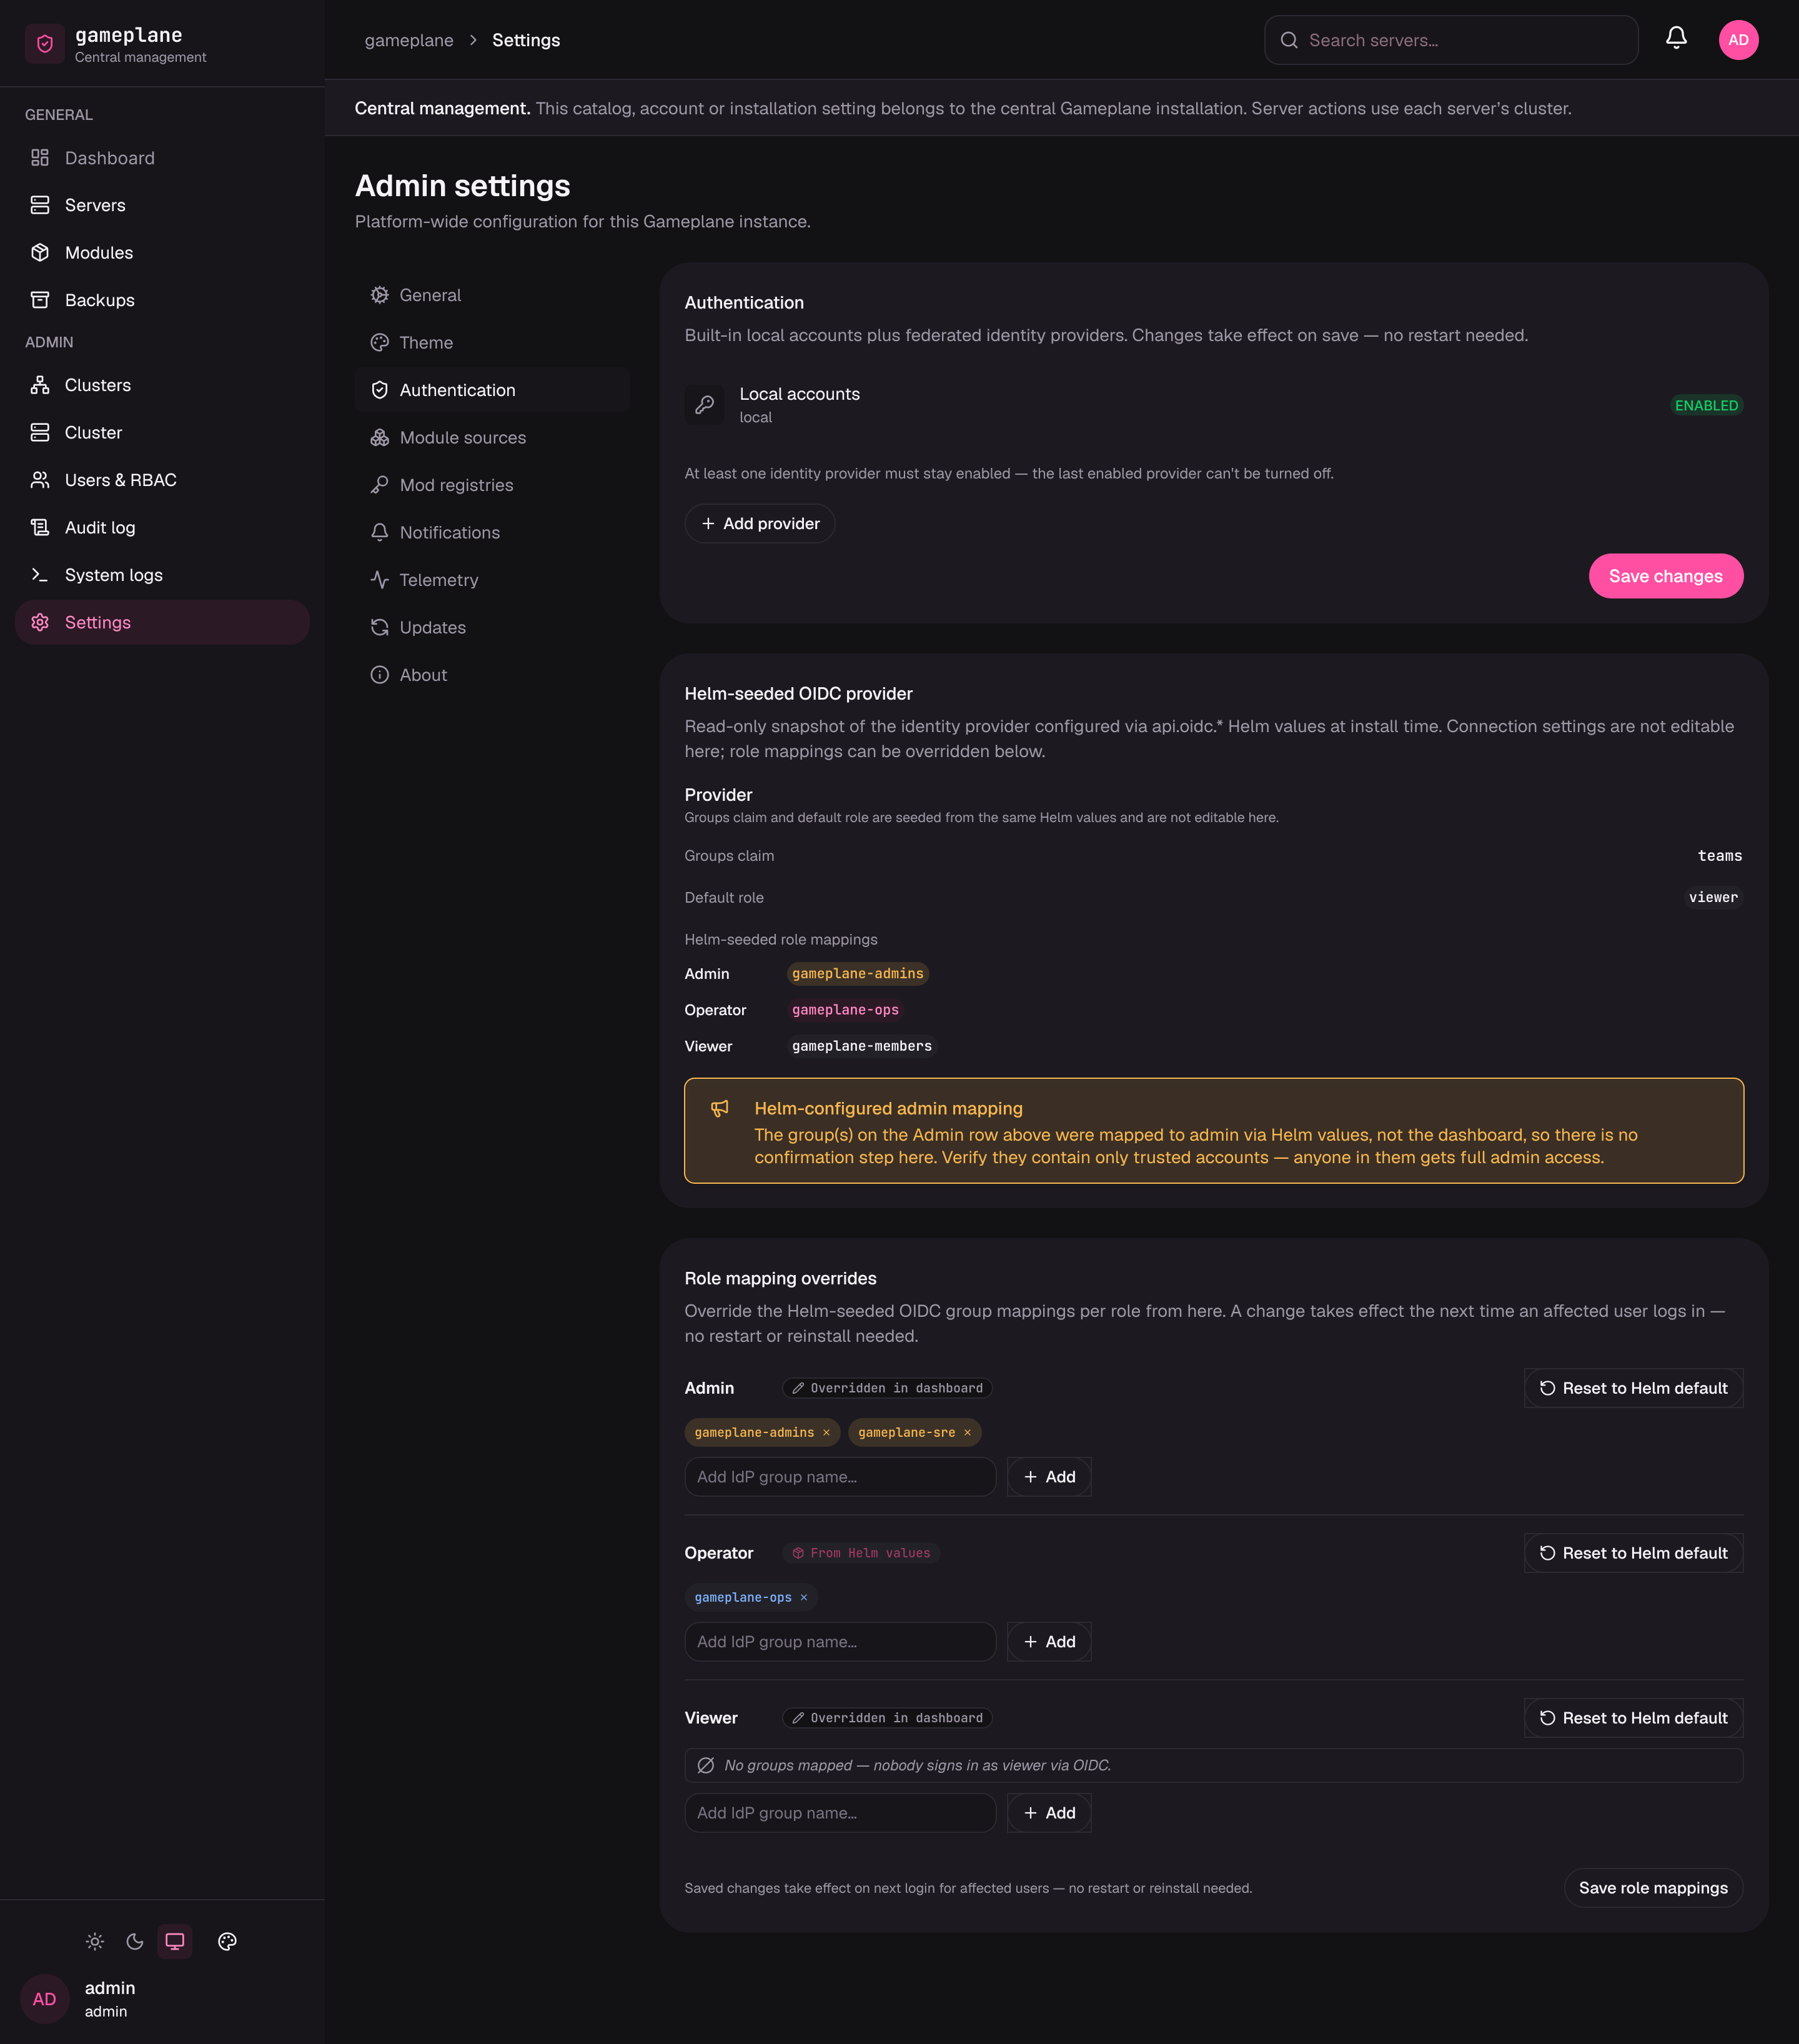 gameplane
Central management
GENERAL
Dashboard
Servers
Modules
Backups
ADMIN
Clusters
Cluster
Users & RBAC
Audit log
System logs
Settings
AD
admin
admin
gameplane > Settings
Search servers...
AD
Central management. This catalog, account or installation setting belongs to the central Gameplane installation. Server actions use each server's cluster.
Admin settings
Platform-wide configuration for this Gameplane instance.
General
Theme
Authentication
Module sources
Mod registries
Notifications
Telemetry
Updates
About
Authentication
Built-in local accounts plus federated identity providers. Changes take effect on save — no restart needed.
Local accounts
local
ENABLED
At least one identity provider must stay enabled — the last enabled provider can't be turned off.
Add provider
Save changes
Helm-seeded OIDC provider
Read-only snapshot of the identity provider configured via api.oidc.* Helm values at install time. Connection settings are not editable
here; role mappings can be overridden below.
Provider
Groups claim and default role are seeded from the same Helm values and are not editable here.
Groups claim teams
Default role viewer
Helm-seeded role mappings
Admin gameplane-admins
Operator gameplane-ops
Viewer gameplane-members
Helm-configured admin mapping
The group(s) on the Admin row above were mapped to admin via Helm values, not the dashboard, so there is no
confirmation step here. Verify they contain only trusted accounts — anyone in them gets full admin access.
Role mapping overrides
Override the Helm-seeded OIDC group mappings per role from here. A change takes effect the next time an affected user logs in —
no restart or reinstall needed.
Admin Overridden in dashboard Reset to Helm default
gameplane-admins × gameplane-sre ×
Add IdP group name... Add
Operator From Helm values Reset to Helm default
gameplane-ops ×
Add IdP group name... Add
Viewer Overridden in dashboard Reset to Helm default
No groups mapped — nobody signs in as viewer via OIDC.
Add IdP group name... Add
Saved changes take effect on next login for affected users — no restart or reinstall needed. Save role mappings